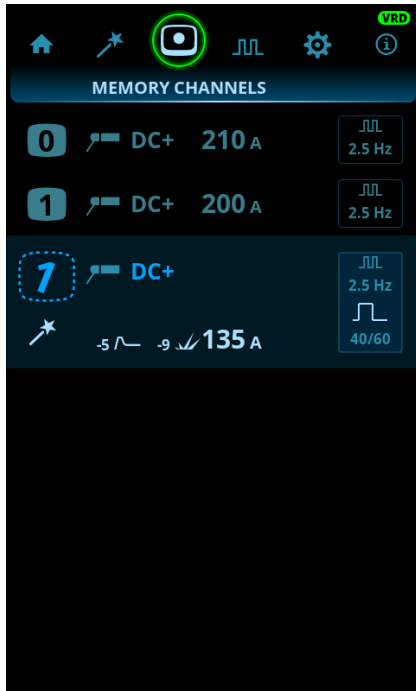 VRD
MEMORY CHANNELS
0 DC+ 210 A 2.5 Hz
1 DC+ 200 A 2.5 Hz
1 DC+ 2.5 Hz
-5 -9 135 A 40/60